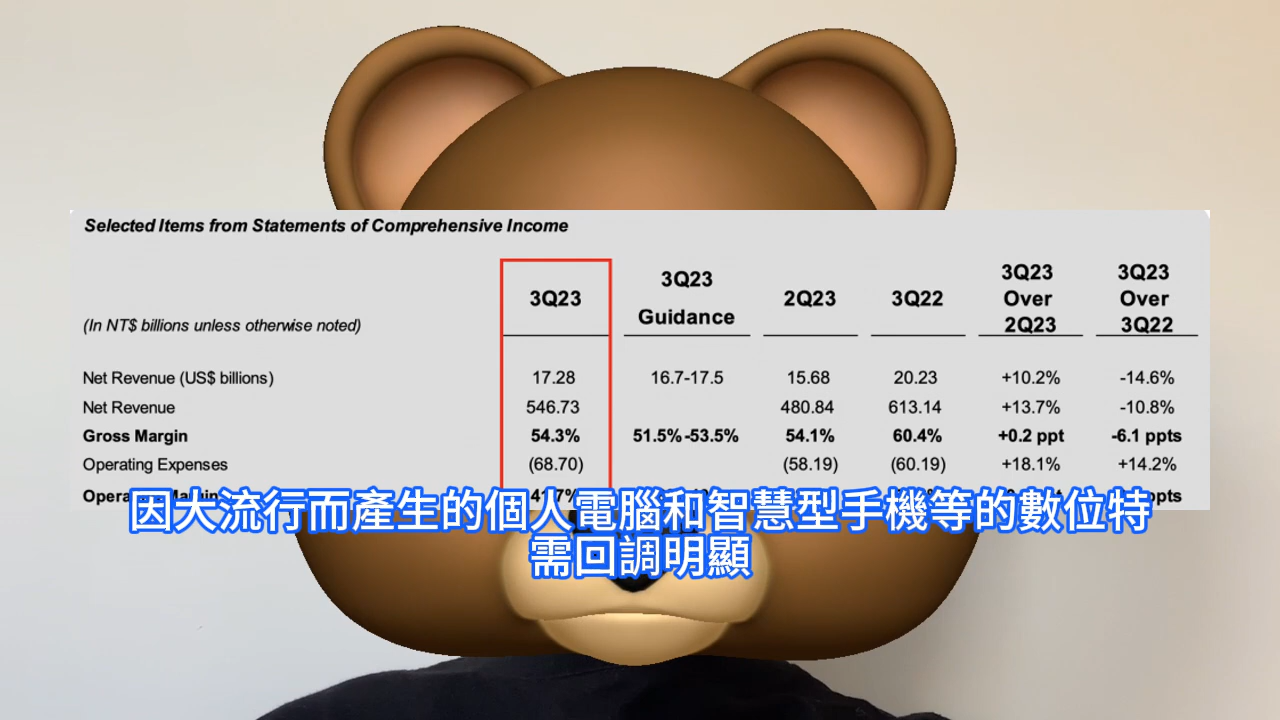 Selected Items from Statements of Comprehensive Income
(In NT$ billions unless otherwise noted) 3Q23 3Q23 Guidance 2Q23 3Q22 3Q23 Over 2Q23 3Q23 Over 3Q22
Net Revenue (US$ billions) 17.28 16.7-17.5 15.68 20.23 +10.2% -14.6%
Net Revenue 546.73 480.84 613.14 +13.7% -10.8%
Gross Margin 54.3% 51.5%-53.5% 54.1% 60.4% +0.2 ppt -6.1 ppts
Operating Expenses (68.70) (58.19) (60.19) +18.1% +14.2%
因大流行而產生的個人電腦和智慧型手機等的數位特
需回調明顯